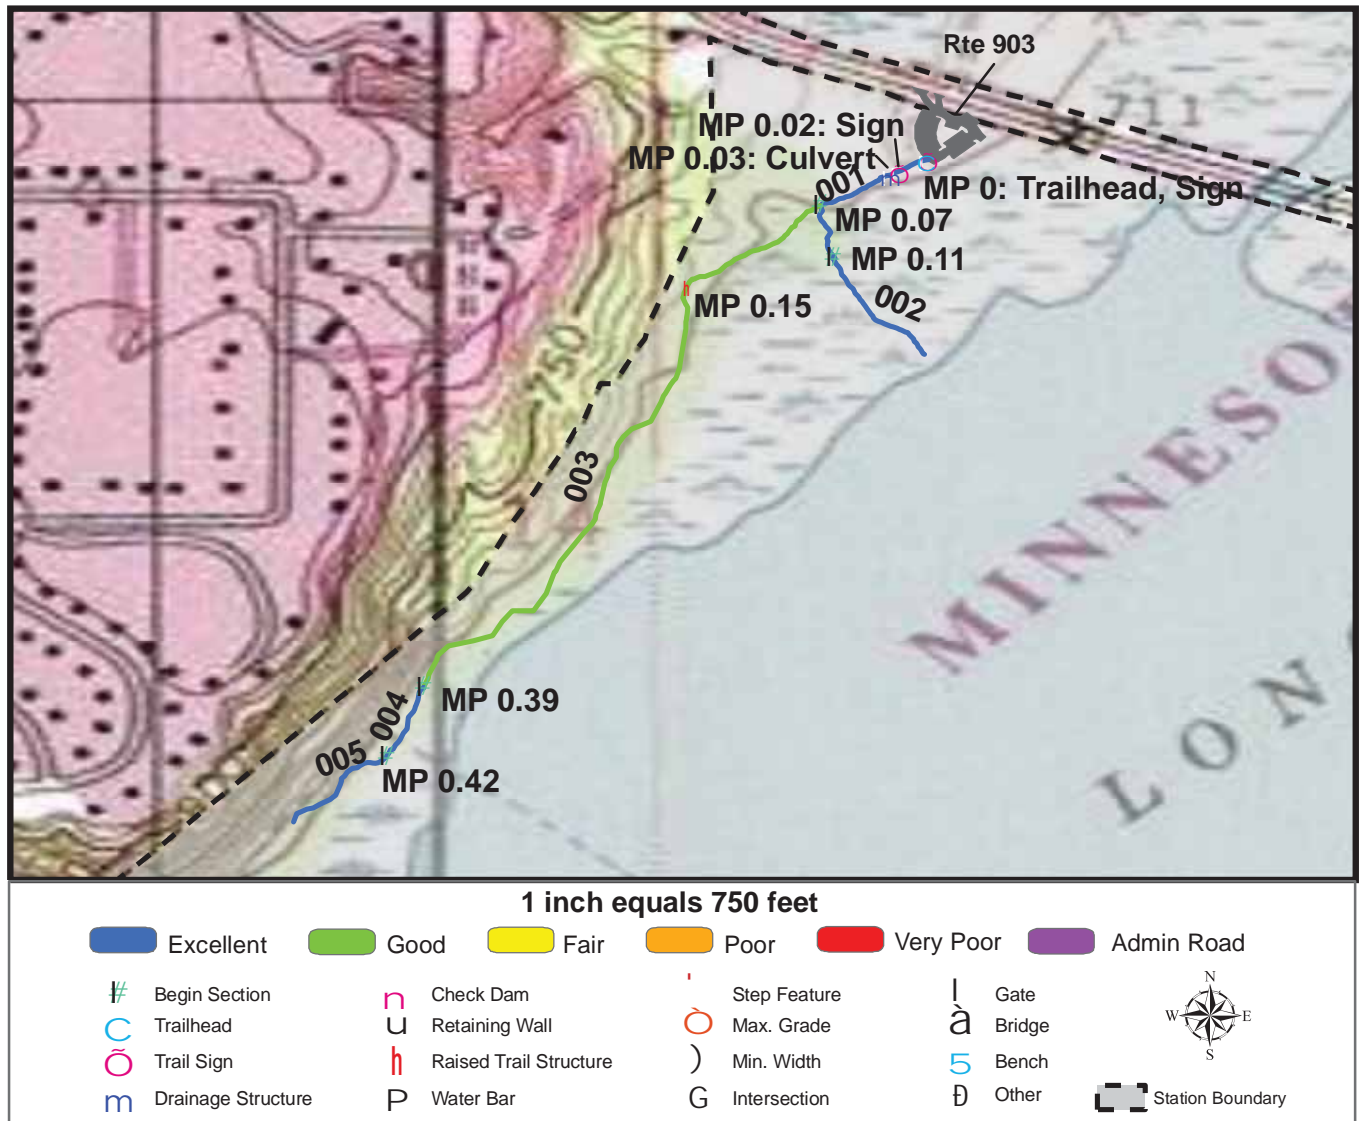 Rte 903
711
MP 0.02: Sign
MP 0.03: Culvert
001
MP 0: Trailhead, Sign
MP 0.07
MP 0.11
002
MP 0.15
750
003
MINNESO
LON
MP 0.39
004
005
MP 0.42
1 inch equals 750 feet
Excellent
Good
Fair
Poor
Very Poor
Admin Road
Begin Section
Check Dam
Step Feature
Gate
Trailhead
Retaining Wall
Max. Grade
Bridge
Trail Sign
Raised Trail Structure
Min. Width
Bench
Drainage Structure
Water Bar
Intersection
Other
Station Boundary
N
W
E
S